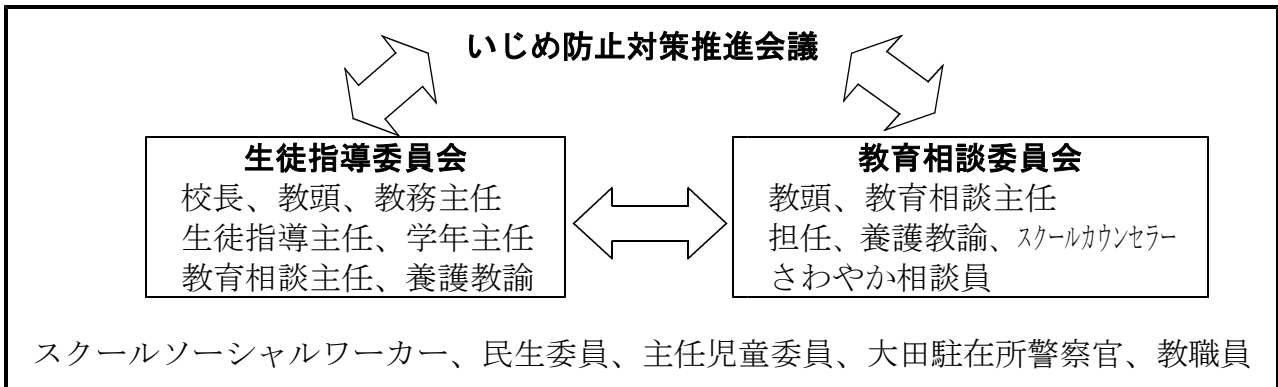 いじめ防止対策推進会議
生徒指導委員会
校長、教頭、教務主任
生徒指導主任、学年主任
教育相談主任、養護教諭
教育相談委員会
教頭、教育相談主任
担任、養護教諭、スクールカウンセラー
さわやか相談員
スクールソーシャルワーカー、民生委員、主任児童委員、大田駐在所警察官、教職員